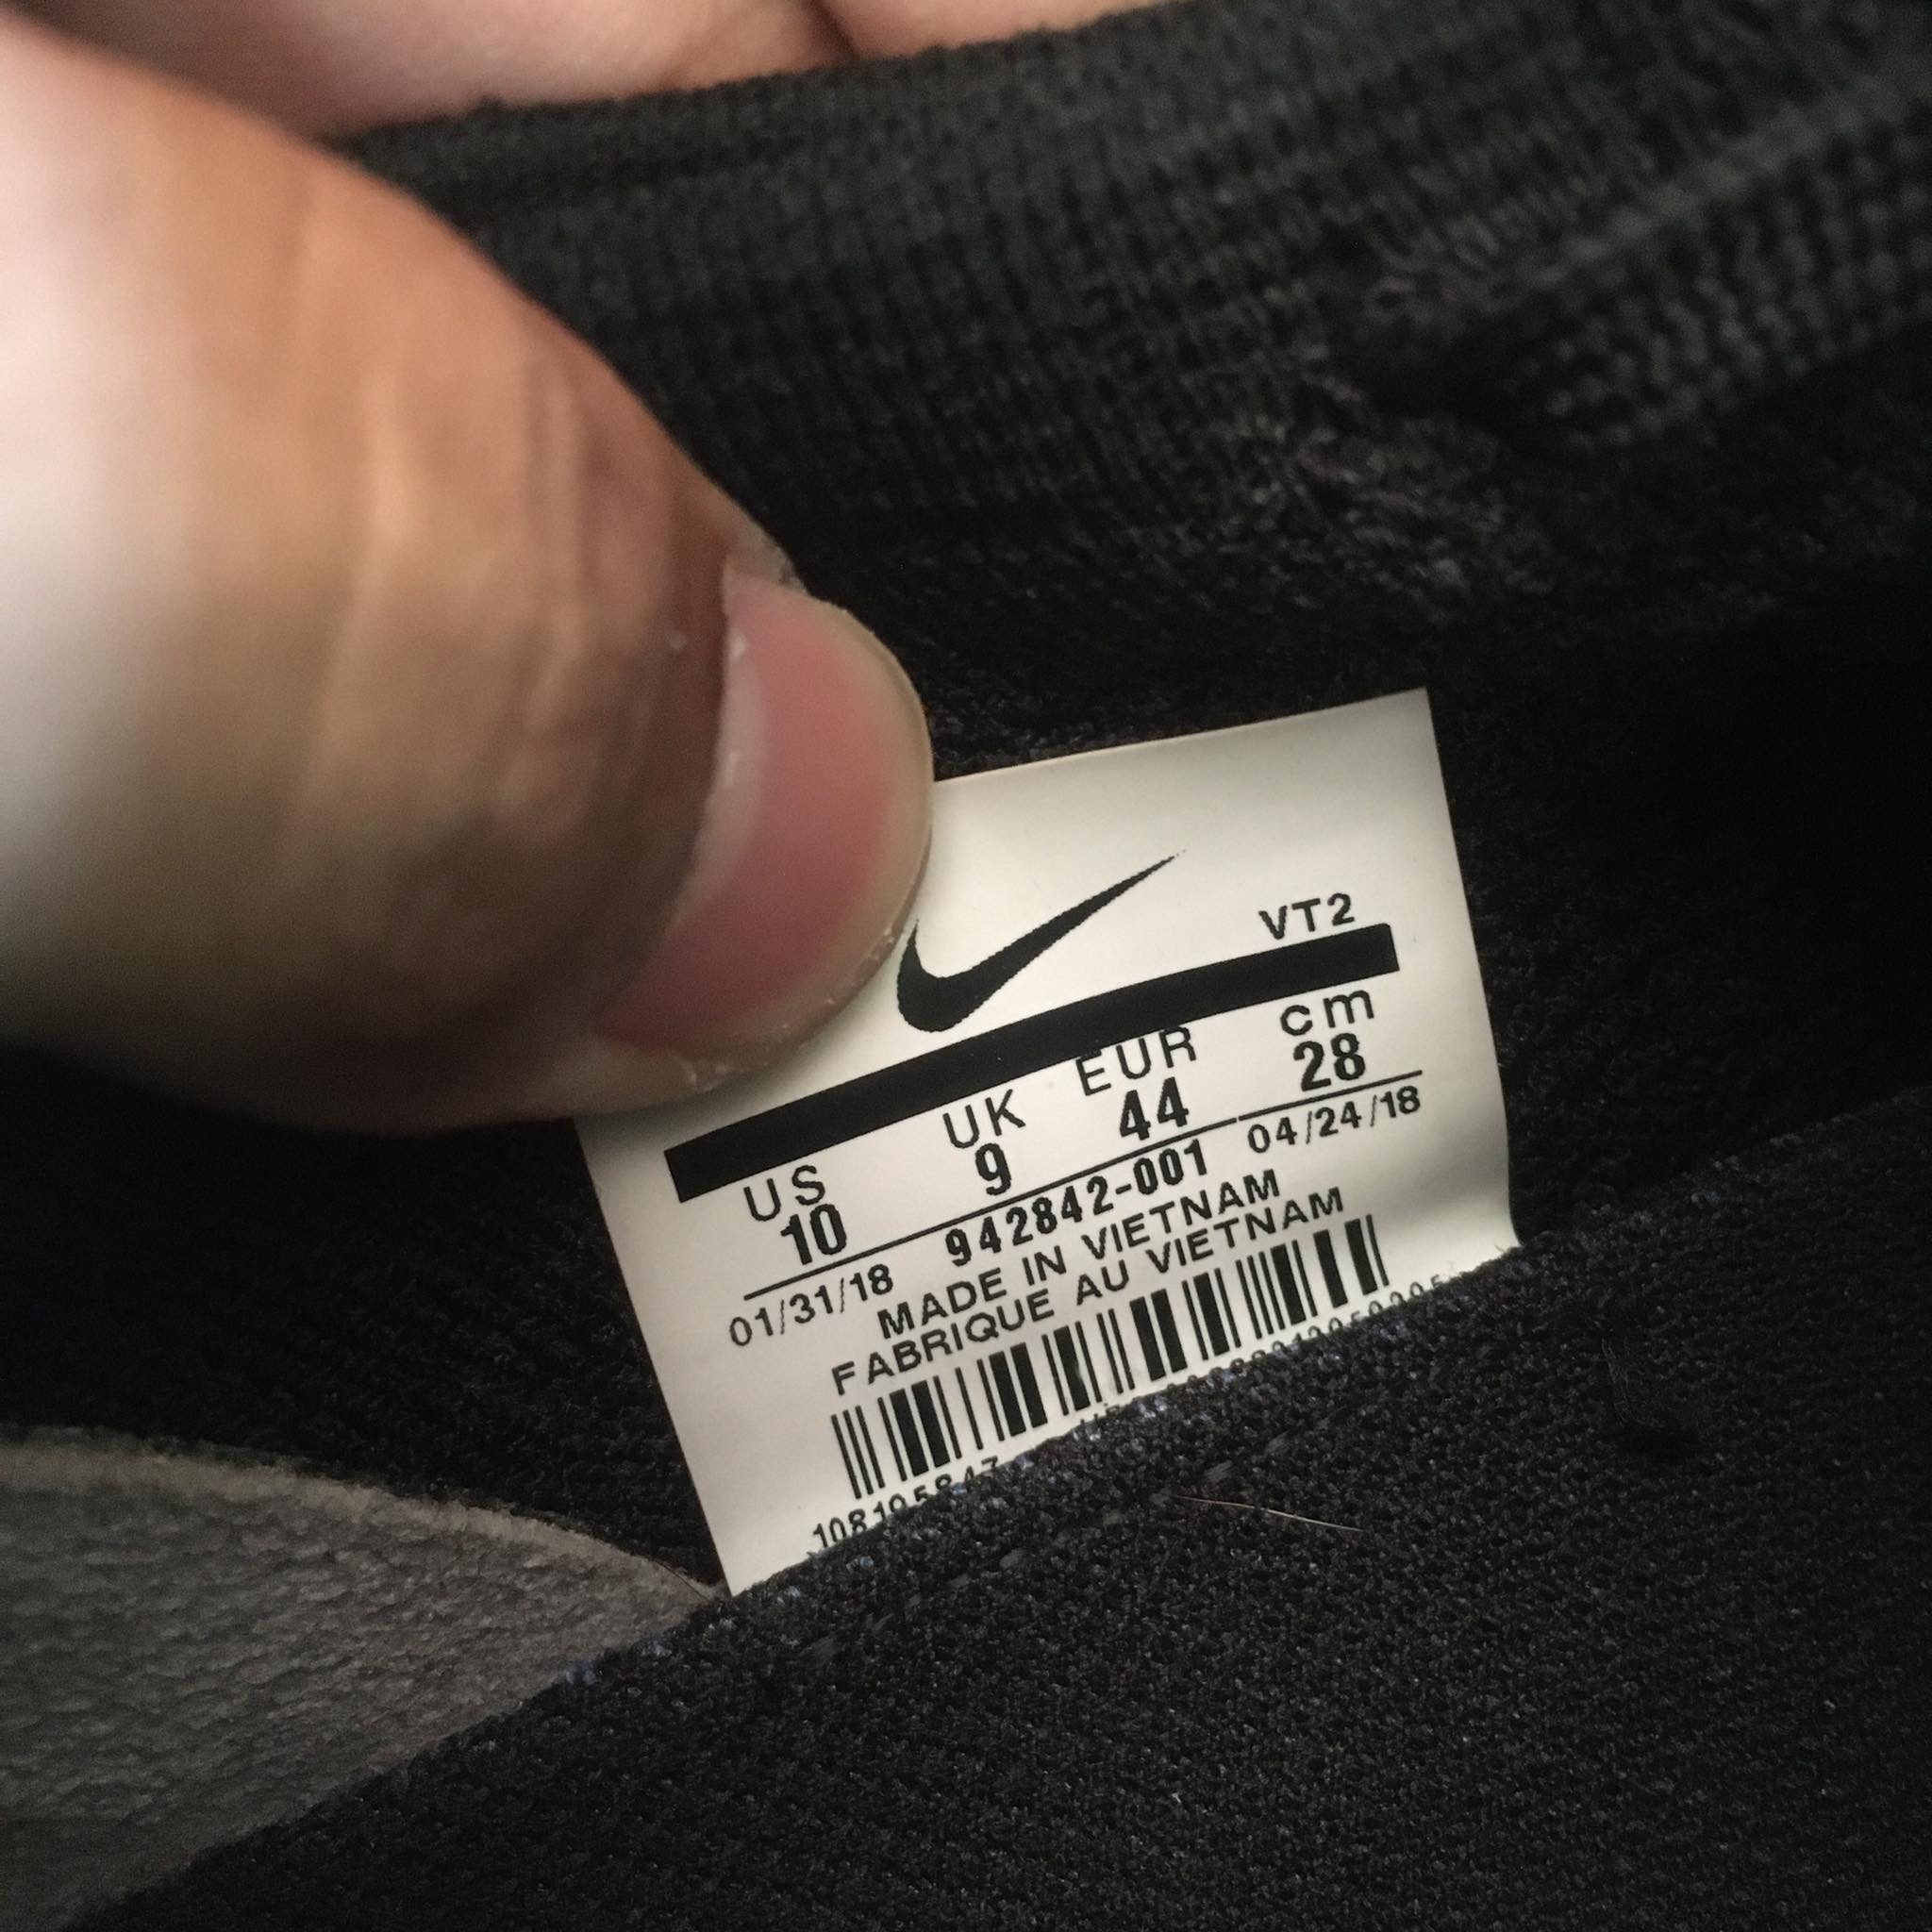 VT2
US UK EUR cm
10 9 44 28
01/31/18 942842-001 04/24/18
MADE IN VIETNAM
FABRIQUE AU VIETNAM